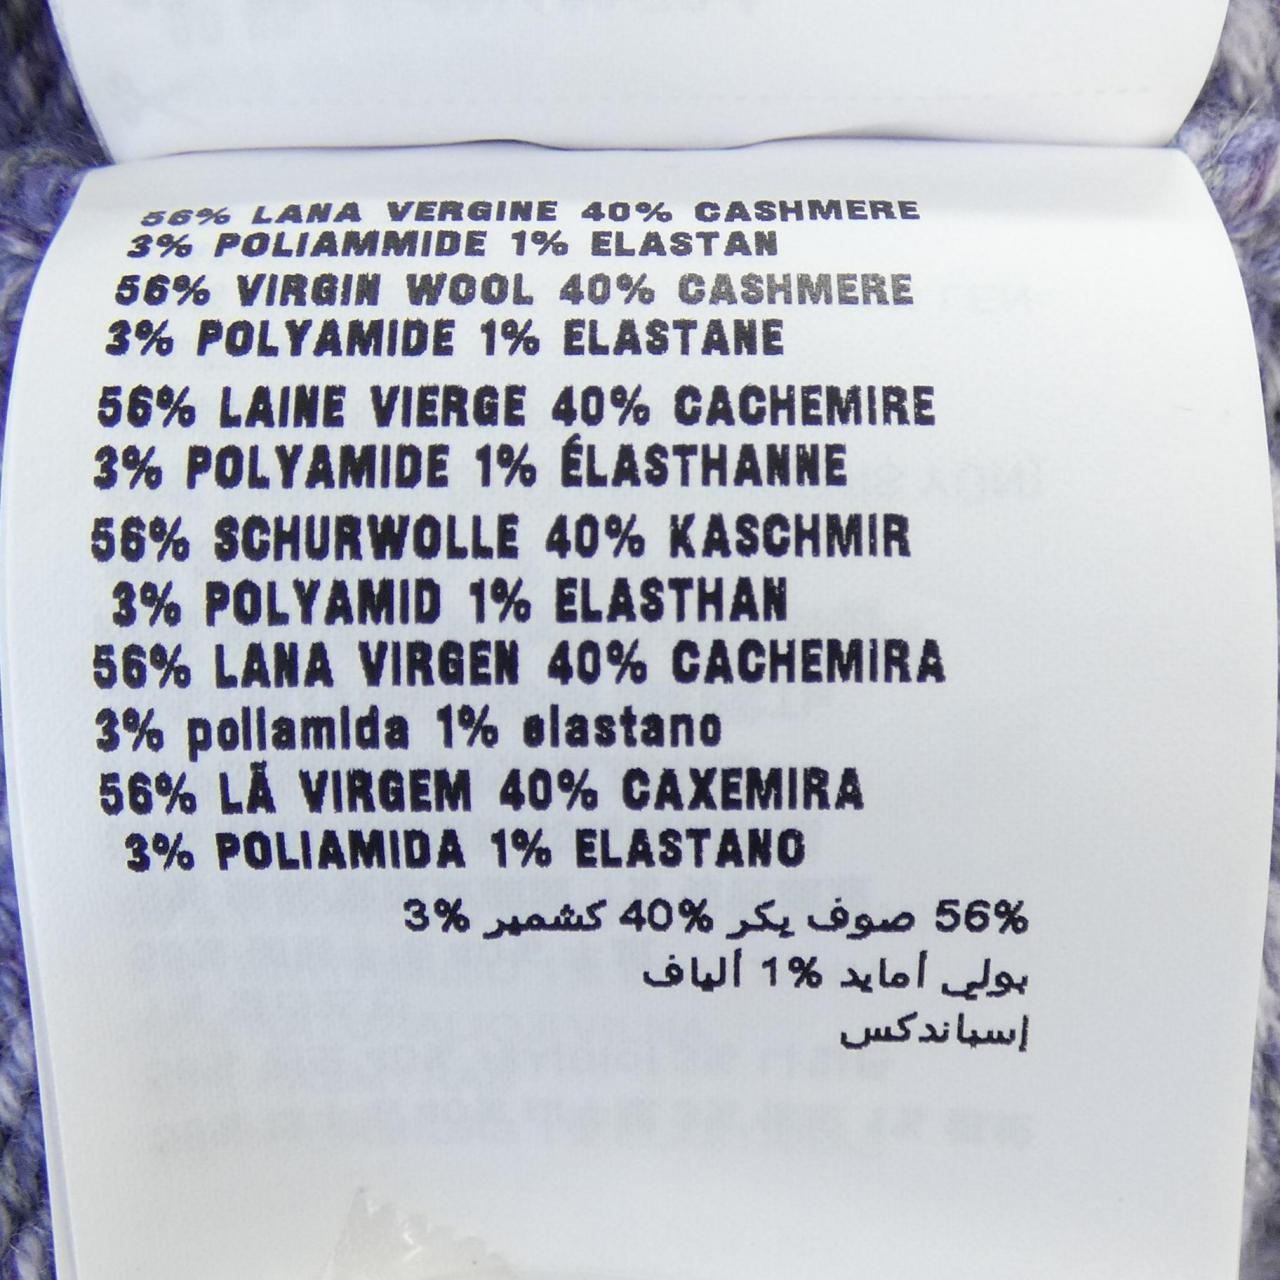 56% LANA VERGINE 40% CASHMERE
3% POLIAMMIDE 1% ELASTAN
56% VIRGIN WOOL 40% CASHMERE
3% POLYAMIDE 1% ELASTANE
56% LAINE VIERGE 40% CACHEMIRE
3% POLYAMIDE 1% ÉLASTHANNE
56% SCHURWOLLE 40% KASCHMIR
3% POLYAMID 1% ELASTHAN
56% LANA VIRGEN 40% CACHEMIRA
3% poliamida 1% elastano
56% LÃ VIRGEM 40% CAXEMIRA
3% POLIAMIDA 1% ELASTANO
56% صوف بكر 40% كشمير 3%
بولي أمايد 1% ألياف
إسباندكس